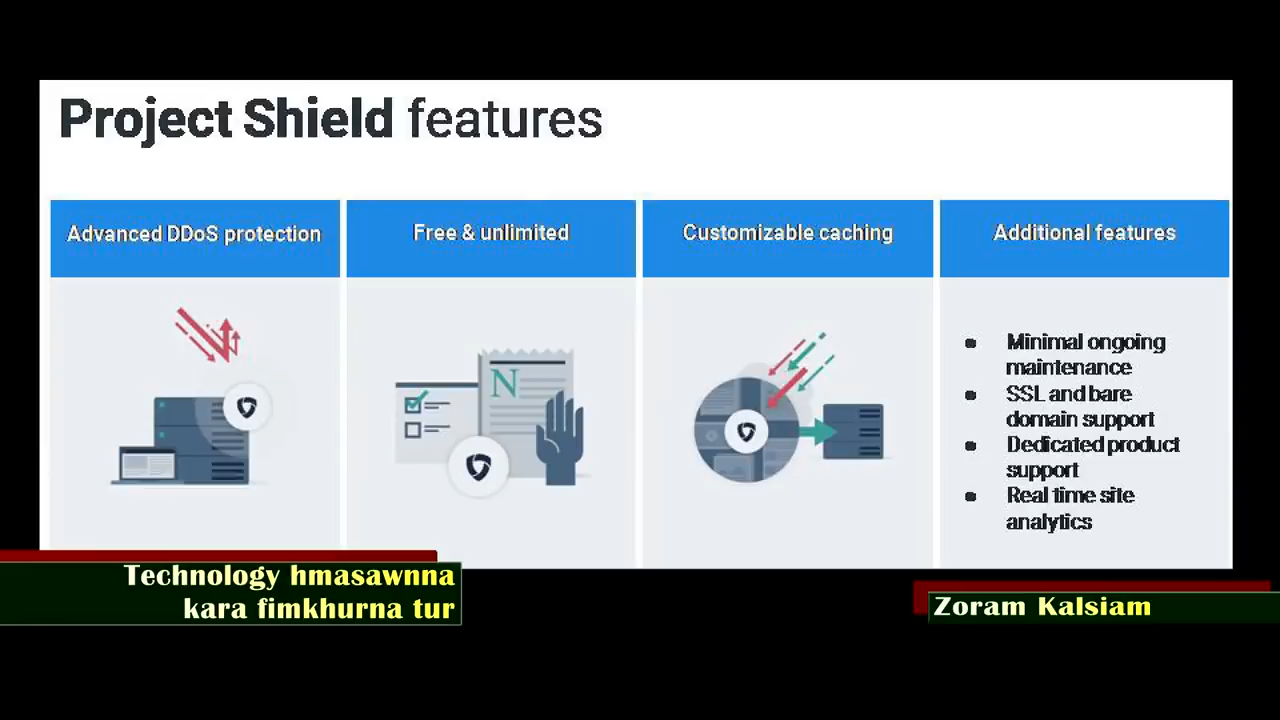 Project Shield features
Advanced DDoS protection
Free & unlimited
Customizable caching
Additional features
N
• Minimal ongoing
maintenance
• SSL and bare
domain support
• Dedicated product
support
• Real time site
analytics
Technology hmasawnna
kara fimkhurna tur
Zoram Kalsiam